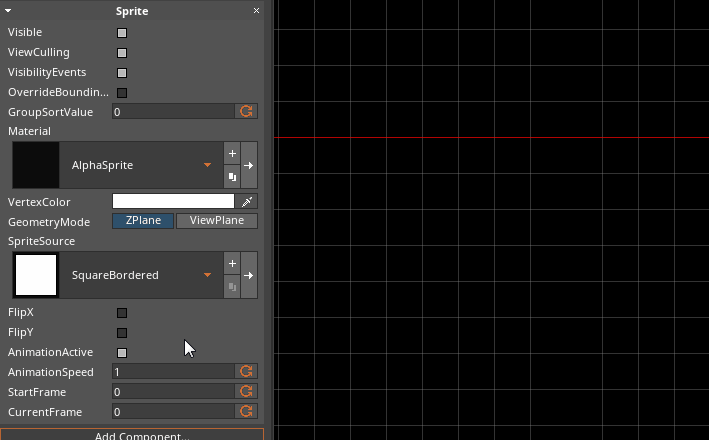 Sprite
Visible
ViewCulling
VisibilityEvents
OverrideBoundin...
GroupSortValue 0
Material
AlphaSprite
VertexColor
GeometryMode ZPlane ViewPlane
SpriteSource
SquareBordered
FlipX
FlipY
AnimationActive
AnimationSpeed 1
StartFrame 0
CurrentFrame 0
Add Component...